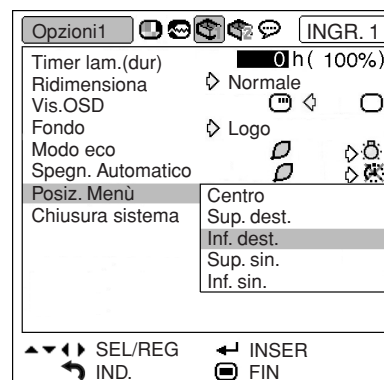 Opzioni1 INGR. 1
Timer lam.(dur) 0 h ( 100%)
Ridimensiona Normale
Vis.OSD
Fondo Logo
Modo eco
Spegn. Automatico
Posiz. Menù
Chiusura sistema
Centro
Sup. dest.
Inf. dest.
Sup. sin.
Inf. sin.
SEL/REG INSER
IND. FIN